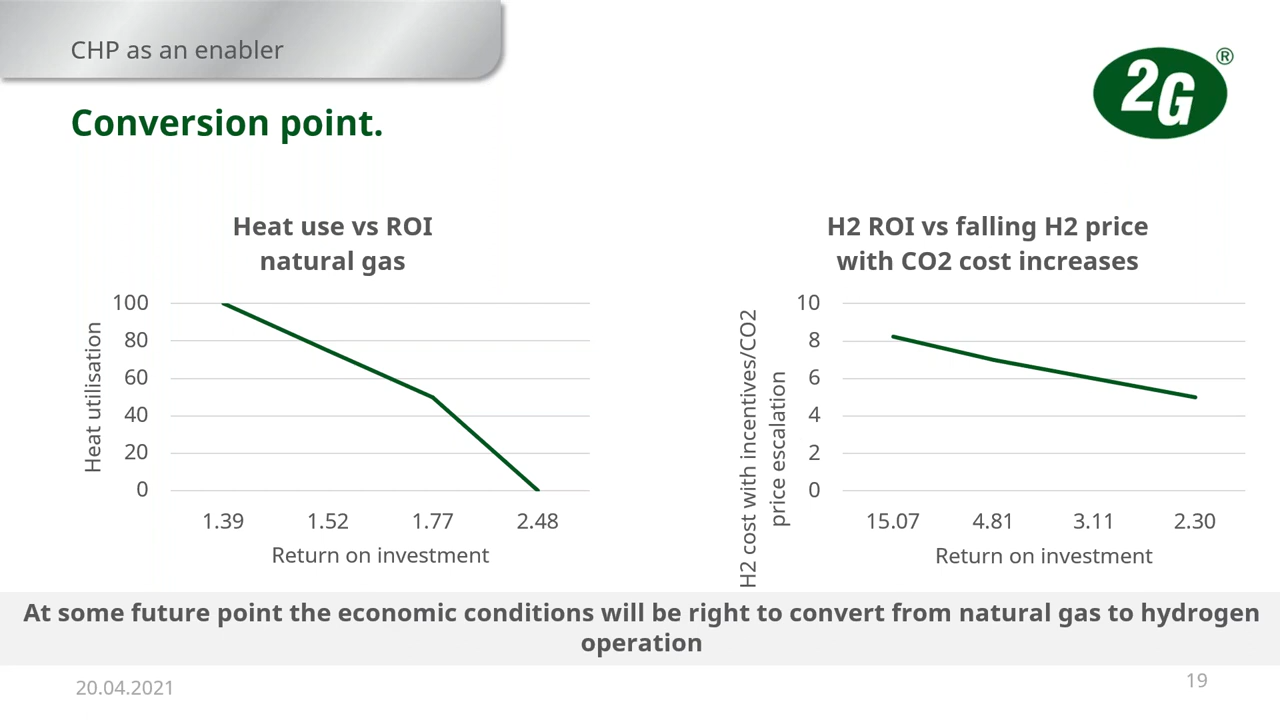 CHP as an enabler
2G®
Conversion point.
Heat use vs ROI
natural gas
Heat utilisation
100
80
60
40
20
0
1.39 1.52 1.77 2.48
Return on investment
H2 ROI vs falling H2 price
with CO2 cost increases
H2 cost with incentives/CO2
price escalation
10
8
6
4
2
0
15.07 4.81 3.11 2.30
Return on investment
At some future point the economic conditions will be right to convert from natural gas to hydrogen
operation
20.04.2021
19